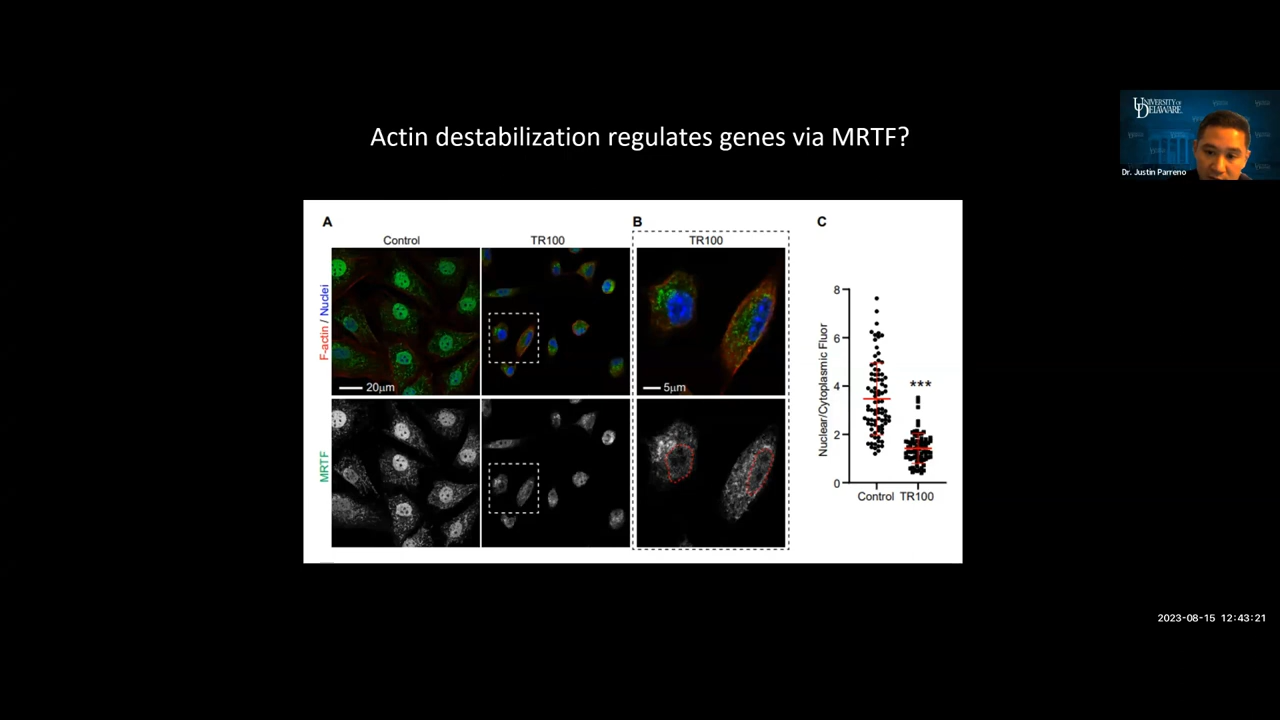 Actin destabilization regulates genes via MRTF?
UNIVERSITY OF
DELAWARE
Dr. Justin Parreno
A
B
C
Control
TR100
TR100
F-actin / Nuclei
20μm
5μm
MRTF
Nuclear/Cytoplasmic Fluor
8
6
4
2
0
***
Control TR100
2023-08-15 12:43:21